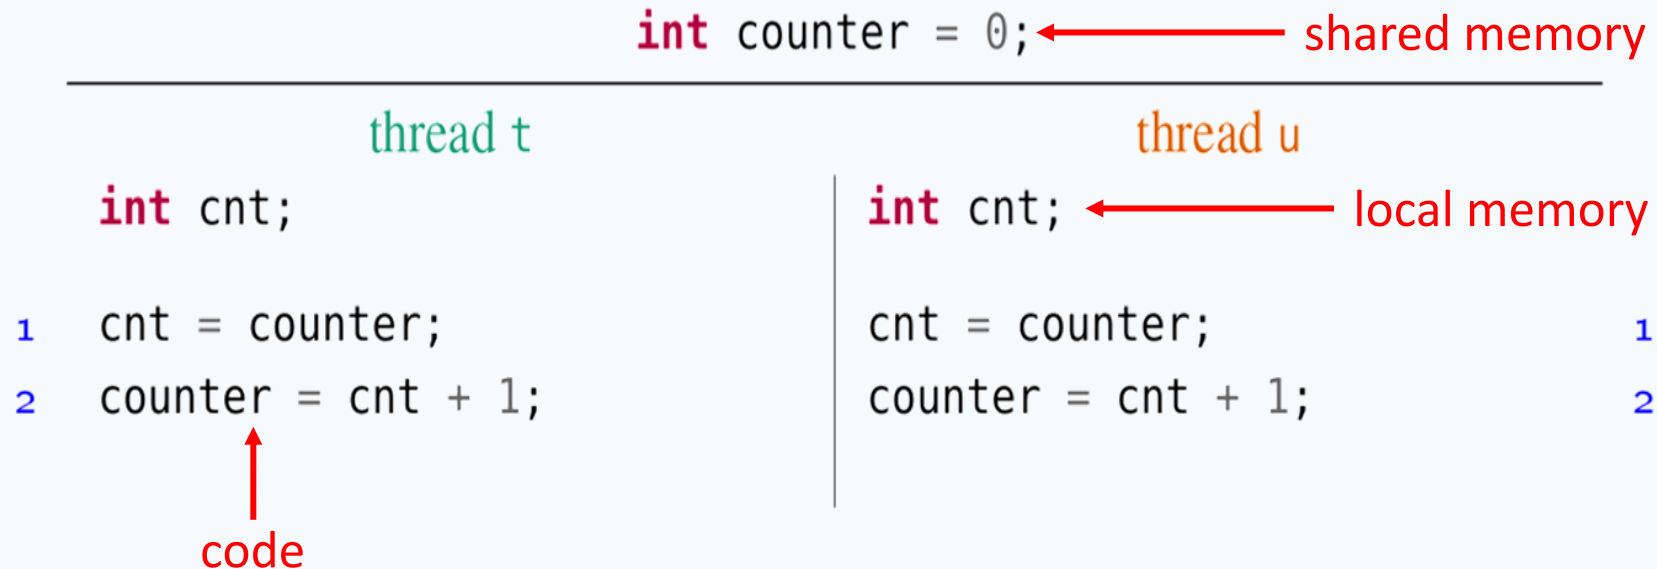 int counter = 0; shared memory
thread t thread u
int cnt; int cnt; local memory
1 cnt = counter; cnt = counter; 1
2 counter = cnt + 1; counter = cnt + 1; 2
code